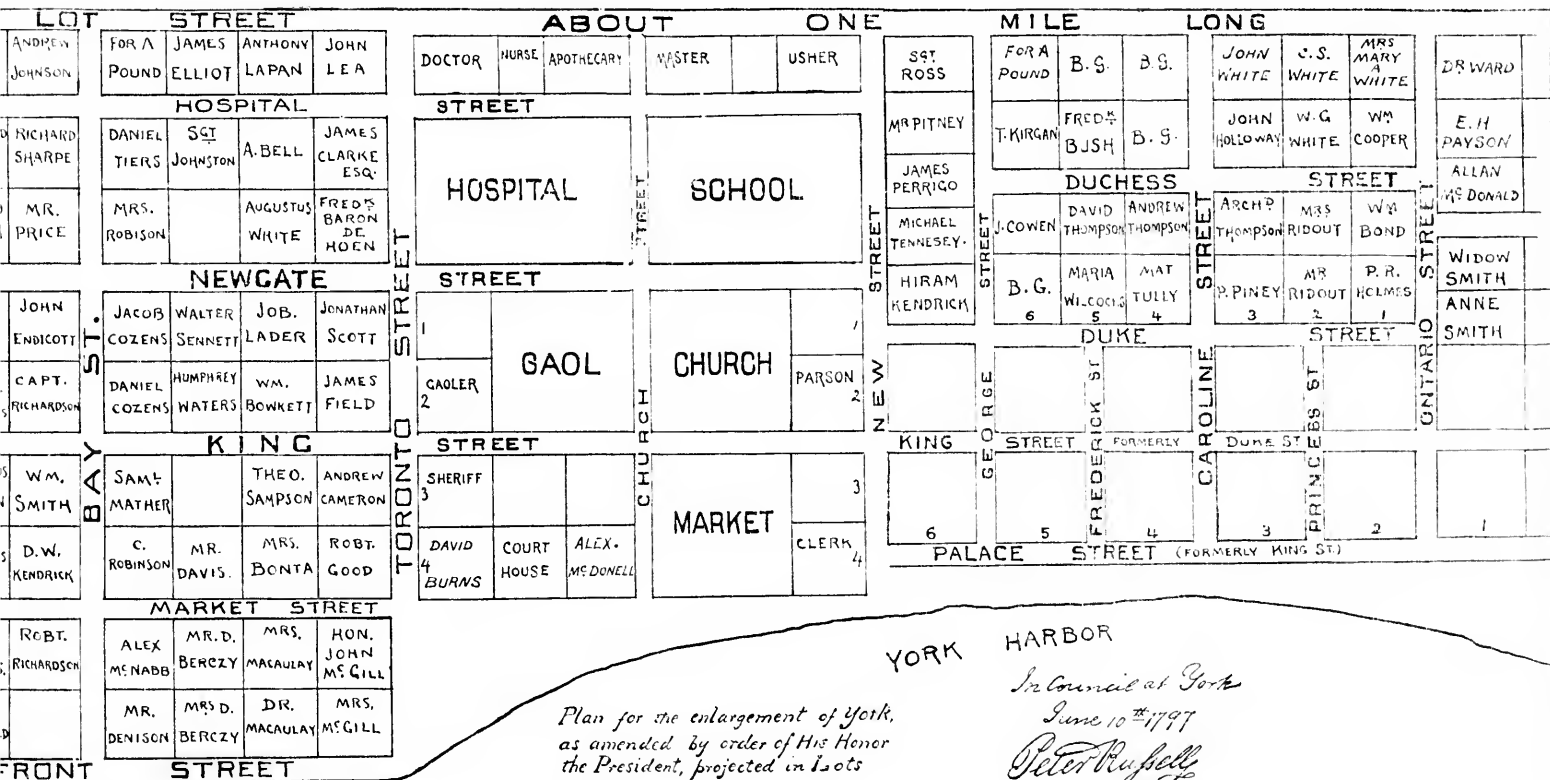 LOT STREET ABOUT ONE MILE LONG
ANDREW JOHNSON
FOR A POUND
JAMES ELLIOT
ANTHONY LAPAN
JOHN LEA
DOCTOR
NURSE
APOTHECARY
MASTER
USHER
SGT ROSS
FOR A POUND
B.G.
B.G.
JOHN WHITE
C.S. WHITE
MRS MARY A WHITE
DR WARD
HOSPITAL STREET
RICHARD SHARPE
DANIEL TIERS
SGT JOHNSTON
A. BELL
JAMES CLARKE ESQ.
HOSPITAL
SCHOOL
MR PITNEY
T. KIRGAN
FREDK BUSH
B.G.
JOHN HOLLOWAY
W.G WHITE
WM COOPER
E.H PAYSON
JAMES PERRIGO
DUCHESS STREET
ALLAN McDONALD
MR. PRICE
MRS. ROBISON
AUGUSTUS WHITE
FREDK BARON DE HOEN
MICHAEL TENNESEY.
J. COWEN
DAVID THOMPSON
ANDREW THOMPSON
ARCHD THOMPSON
MRS RIDOUT
WM BOND
NEWGATE STREET
HIRAM KENDRICK
B.G. 6
MARIA WILCOCKS 5
MAT TULLY 4
P. PINEY 3
MR RIDOUT 2
P.R. HOLMES 1
WIDOW SMITH
ANNE SMITH
JOHN ENDICOTT
JACOB COZENS
WALTER SENNETT
JOB. LADER
JONATHAN SCOTT
1
GAOL
CHURCH
1
DUKE STREET
CAPT. RICHARDSON
DANIEL COZENS
HUMPHREY WATERS
WM. BOWKETT
JAMES FIELD
GAOLER 2
PARSON 2
KING STREET
KING STREET FORMERLY DUKE ST
WM. SMITH
SAML MATHER
THEO. SAMPSON
ANDREW CAMERON
SHERIFF 3
MARKET
3
6
5
4
3
2
1
D.W. KENDRICK
C. ROBINSON
MR. DAVIS.
MRS. BONTA
ROBT. GOOD
DAVID 4 BURNS
COURT HOUSE
ALEX. McDONELL
CLERK 4
PALACE STREET (FORMERLY KING ST.)
MARKET STREET
ROBT. RICHARDSON
ALEX McNABB
MR. D. BERCZY
MRS. MACAULAY
HON. JOHN McGILL
MR. DENISON
MRS D. BERCZY
DR. MACAULAY
MRS. McGILL
FRONT STREET
BAY ST.
TORONTO STREET
CHURCH STREET
NEW STREET
GEORGE STREET
FREDERICK ST
CAROLINE STREET
PRINCESS ST
ONTARIO STREET
YORK HARBOR
Plan for the enlargement of York,
as amended by order of His Honor
the President, projected in Lots
In Council at York
June 10th 1797
Peter Russell